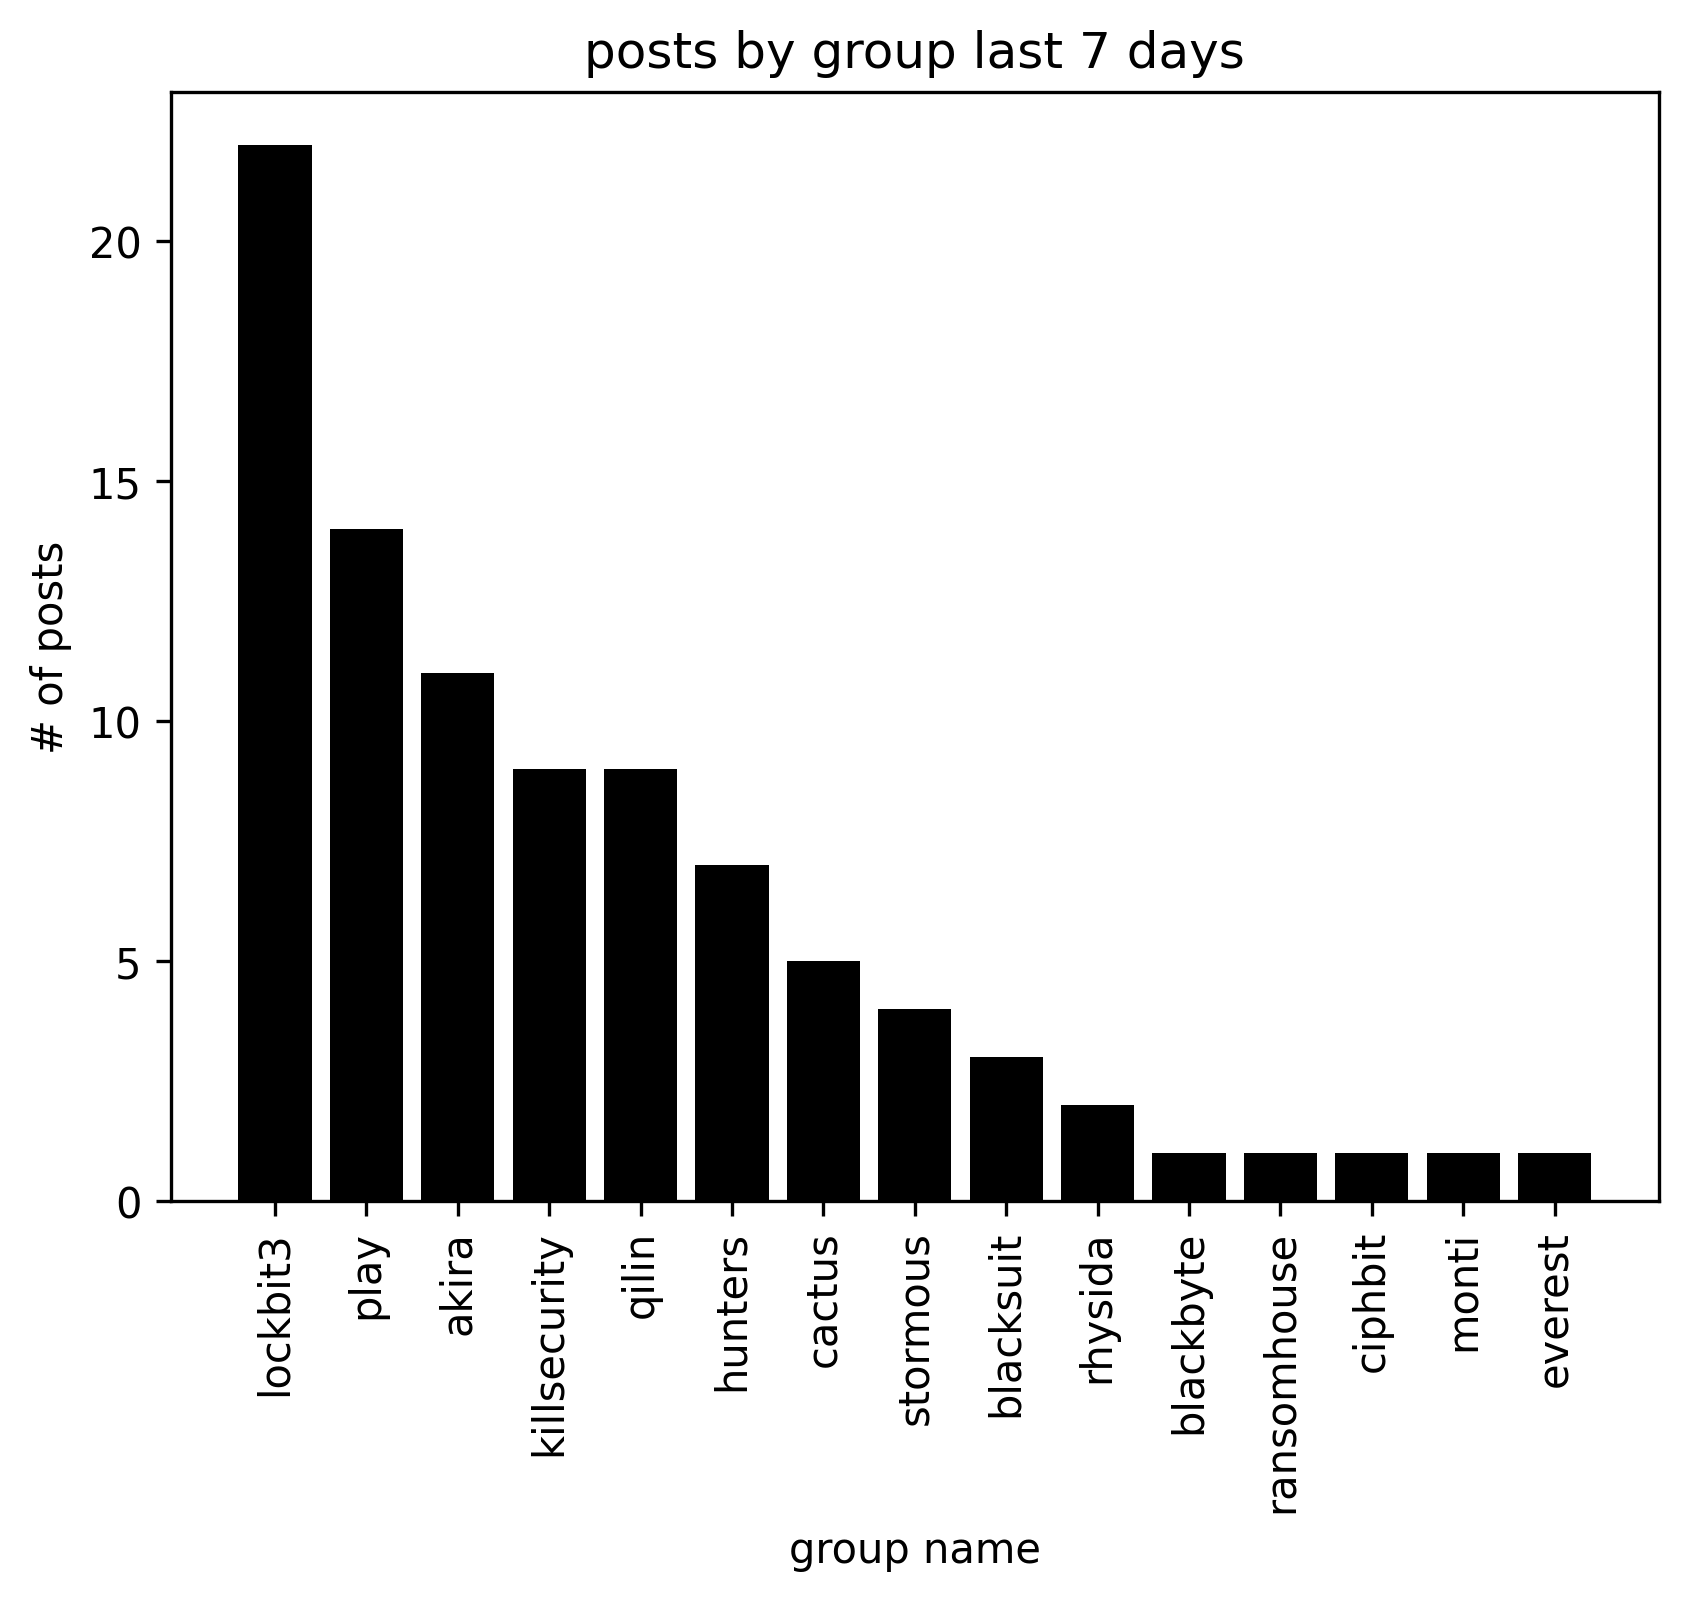 posts by group last 7 days
# of posts
20
15
10
5
0
lockbit3
play
akira
killsecurity
qilin
hunters
cactus
stormous
blacksuit
rhysida
blackbyte
ransomhouse
ciphbit
monti
everest
group name